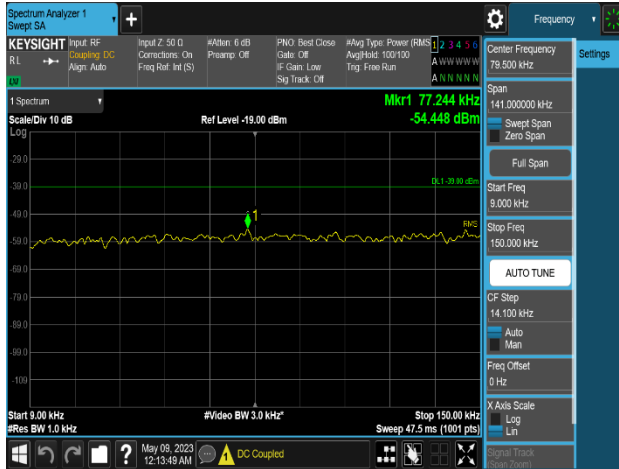 Spectrum Analyzer 1
Swept SA
+
Frequency
KEYSIGHT
RL
Input: RF
Coupling: DC
Align: Auto
Input Z: 50 Ω
Corrections: On
Freq Ref: Int (S)
#Atten: 6 dB
Preamp: Off
PNO: Best Close
Gate: Off
IF Gain: Low
Sig Track: Off
#Avg Type: Power (RMS
Avg|Hold: 100/100
Trig: Free Run
1 2 3 4 5 6
A W W W W W
A N N N N N
1 Spectrum
Mkr1 77.244 kHz
Scale/Div 10 dB
Ref Level -19.00 dBm
-54.448 dBm
Log
-29.0
-39.0
DL1 -39.00 dBm
-49.0
1
RMS
-59.0
-69.0
-79.0
-89.0
-99.0
-109
Start 9.00 kHz
#Video BW 3.0 kHz*
Stop 150.00 kHz
#Res BW 1.0 kHz
Sweep 47.5 ms (1001 pts)
?
May 09, 2023
12:13:49 AM
DC Coupled
Center Frequency
79.500 kHz
Settings
Span
141.000000 kHz
Swept Span
Zero Span
Full Span
Start Freq
9.000 kHz
Stop Freq
150.000 kHz
AUTO TUNE
CF Step
14.100 kHz
Auto
Man
Freq Offset
0 Hz
X Axis Scale
Log
Lin
Signal Track
(Span Zoom)